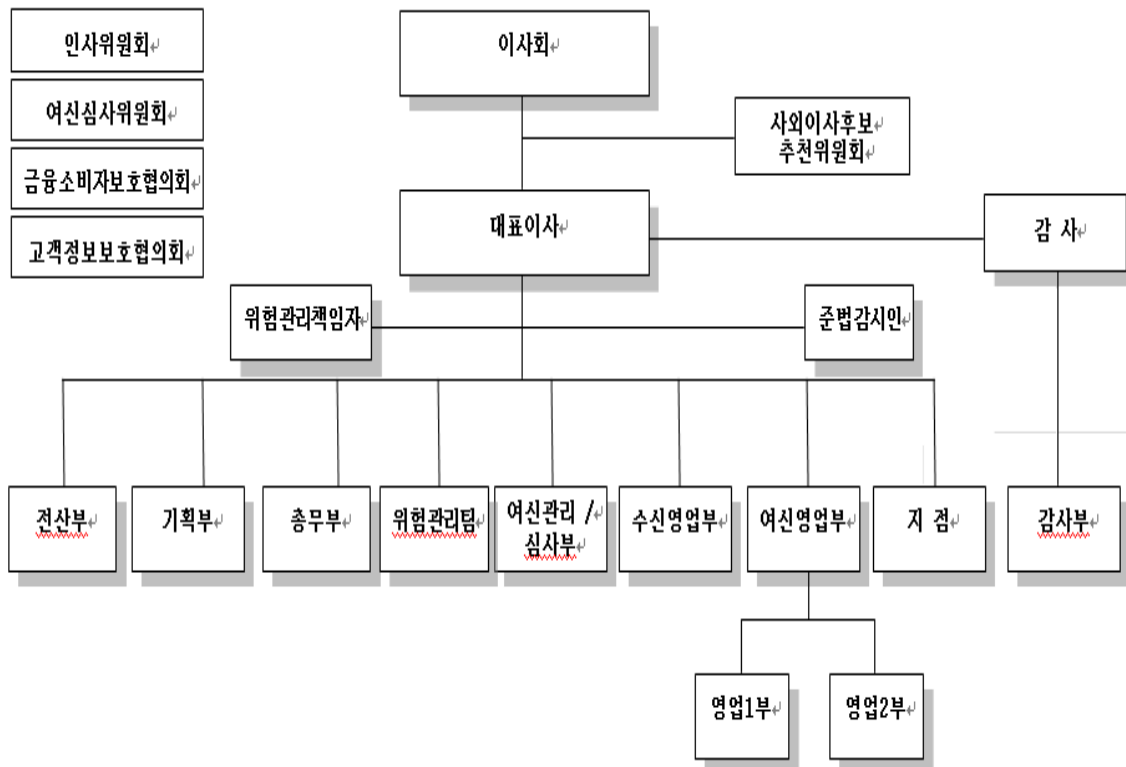 인사위원회
여신심사위원회
금융소비자보호협의회
고객정보보호협의회
이사회
사외이사후보
추천위원회
대표이사
감 사
위험관리책임자
준법감시인
전산부
기획부
총무부
위험관리팀
여신관리 /
심사부
수신영업부
여신영업부
지 점
감사부
영업1부
영업2부